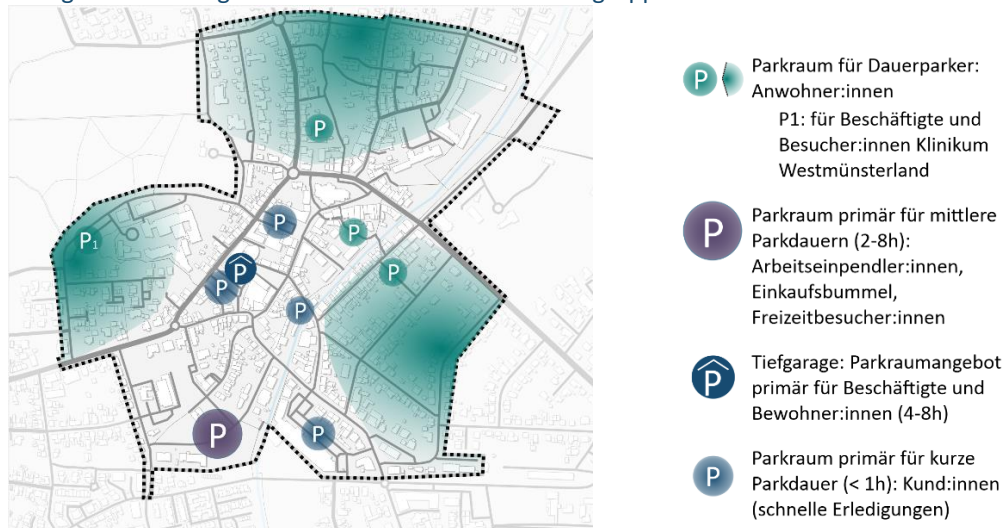 P
P
P₁
P
P
P
P
P
P
P
P
P Parkraum für Dauerparker:
Anwohner:innen
P1: für Beschäftigte und
Besucher:innen Klinikum
Westmünsterland
P Parkraum primär für mittlere
Parkdauern (2-8h):
Arbeitseinpendler:innen,
Einkaufsbummel,
Freizeitbesucher:innen
P Tiefgarage: Parkraumangebot
primär für Beschäftigte und
Bewohner:innen (4-8h)
P Parkraum primär für kurze
Parkdauer (< 1h): Kund:innen
(schnelle Erledigungen)